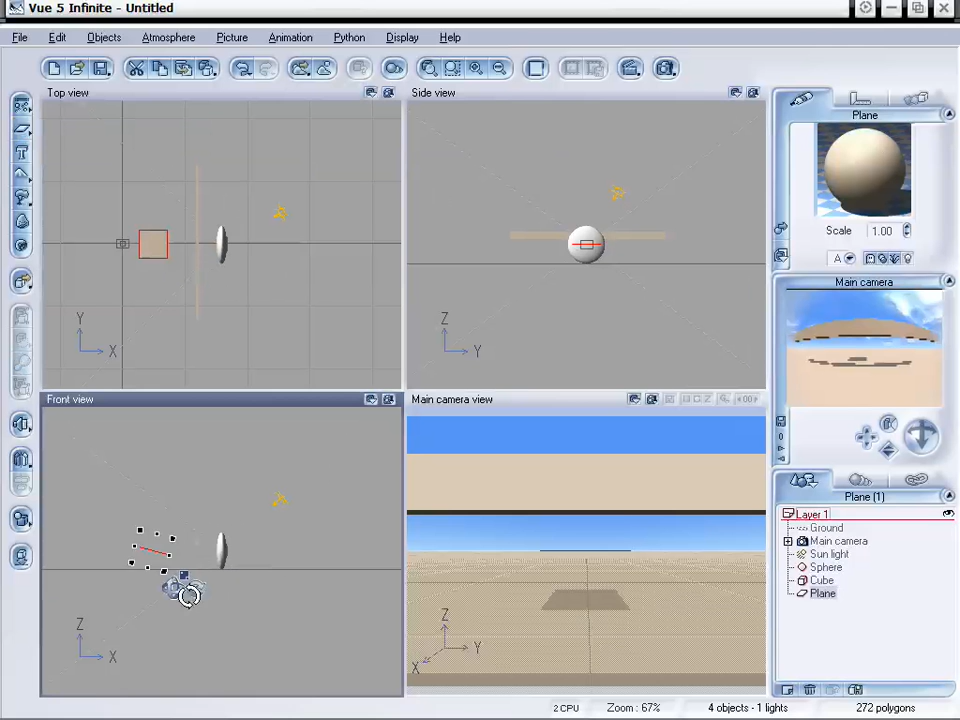 Vue 5 Infinite - Untitled
File Edit Objects Atmosphere Picture Animation Python Display Help
Top view
Side view
Plane
Scale 1.00
A
Y
X
Z
Y
Main camera
Front view
Main camera view
Z
X
Z
Y
X
Plane (1)
Layer 1
Ground
Main camera
Sun light
Sphere
Cube
Plane
2 CPU Zoom : 67% 4 objects - 1 lights 272 polygons